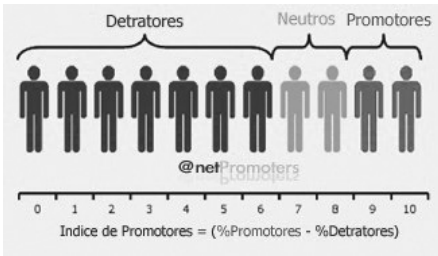 Detratores Neutros Promotores
@netPromoters
0 1 2 3 4 5 6 7 8 9 10
Indice de Promotores = (%Promotores - %Detratores)